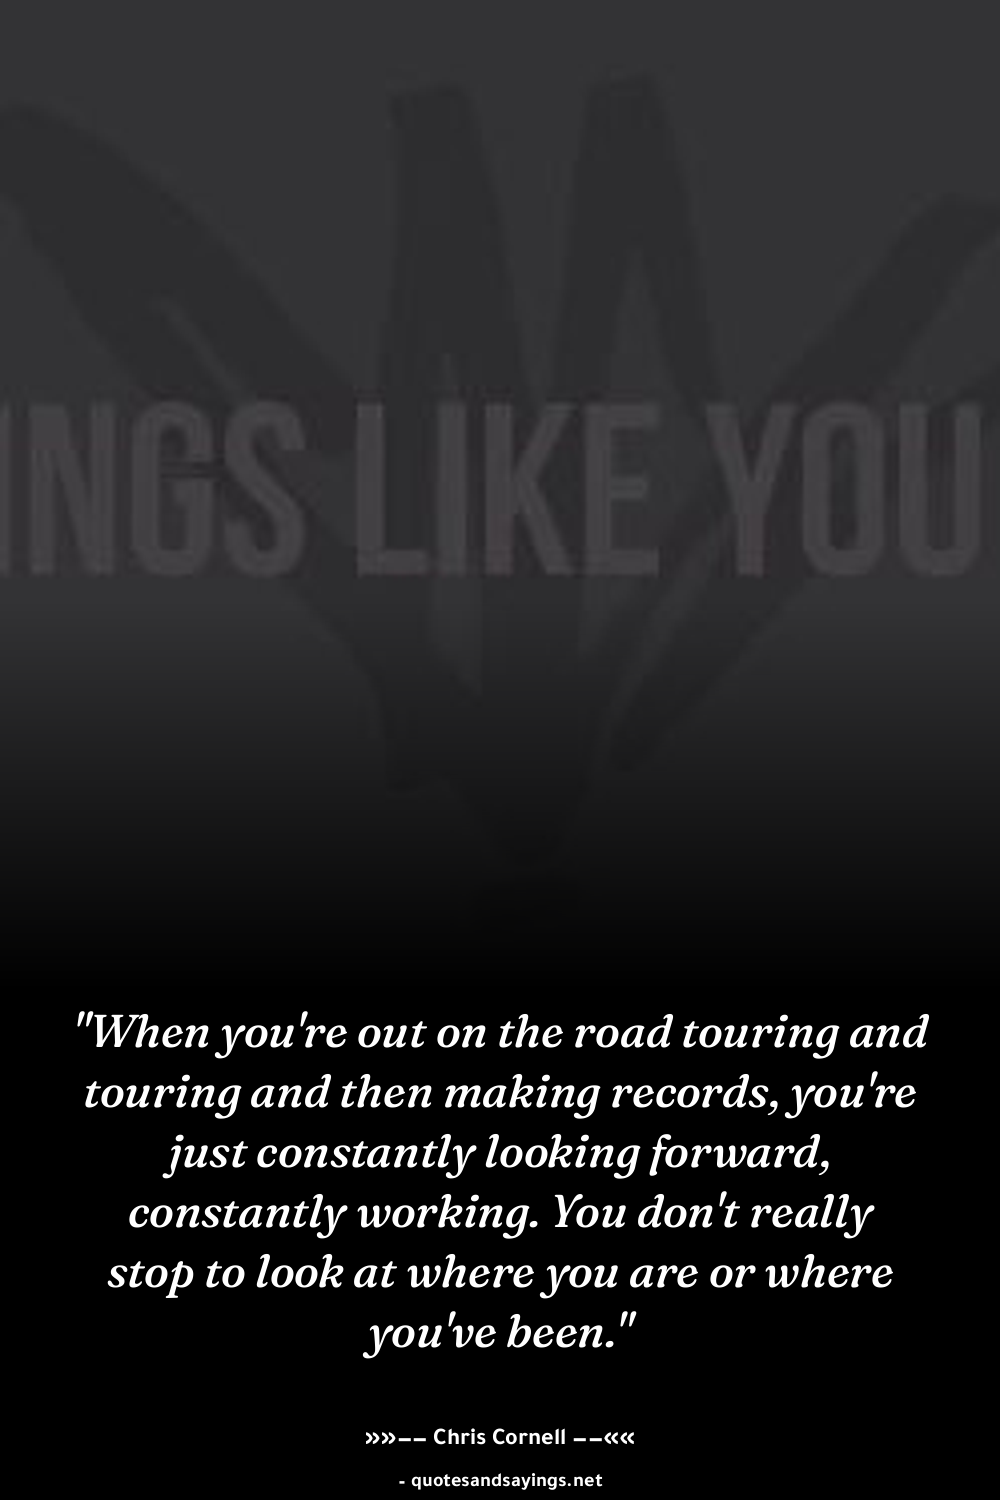 INGS LIKE YOU
"When you're out on the road touring and
touring and then making records, you're
just constantly looking forward,
constantly working. You don't really
stop to look at where you are or where
you've been."
»»–– Chris Cornell ––««
- quotesandsayings.net